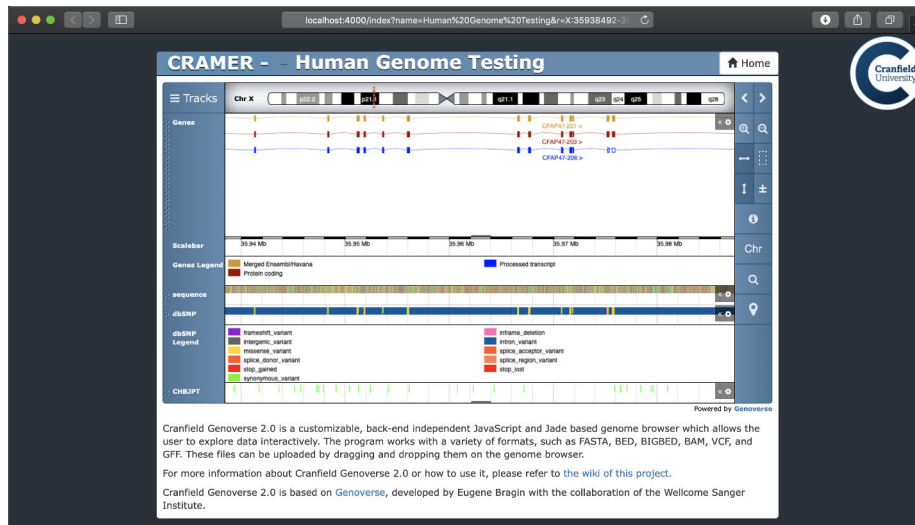 localhost:4000/index?name=Human%20Genome%20Testing&r=X:35938492-3
Cranfield
University
CRAMER - – Human Genome Testing
Home
Tracks
Chr X
p22.2
p21.1
q21.1
q23
q24
q25
q28
Genes
CFAP47-201 >
CFAP47-203 >
CFAP47-206 >
Scalebar
35.94 Mb
35.95 Mb
35.96 Mb
35.97 Mb
35.98 Mb
Chr
Genes Legend
Merged Ensembl/Havana
Processed transcript
Protein coding
sequence
dbSNP
dbSNP
Legend
frameshift_variant
inframe_deletion
intergenic_variant
intron_variant
missense_variant
splice_acceptor_variant
splice_donor_variant
splice_region_variant
stop_gained
stop_lost
synonymous_variant
CHBJPT
Powered by Genoverse
Cranfield Genoverse 2.0 is a customizable, back-end independent JavaScript and Jade based genome browser which allows the
user to explore data interactively. The program works with a variety of formats, such as FASTA, BED, BIGBED, BAM, VCF, and
GFF. These files can be uploaded by dragging and dropping them on the genome browser.
For more information about Cranfield Genoverse 2.0 or how to use it, please refer to the wiki of this project.
Cranfield Genoverse 2.0 is based on Genoverse, developed by Eugene Bragin with the collaboration of the Wellcome Sanger
Institute.